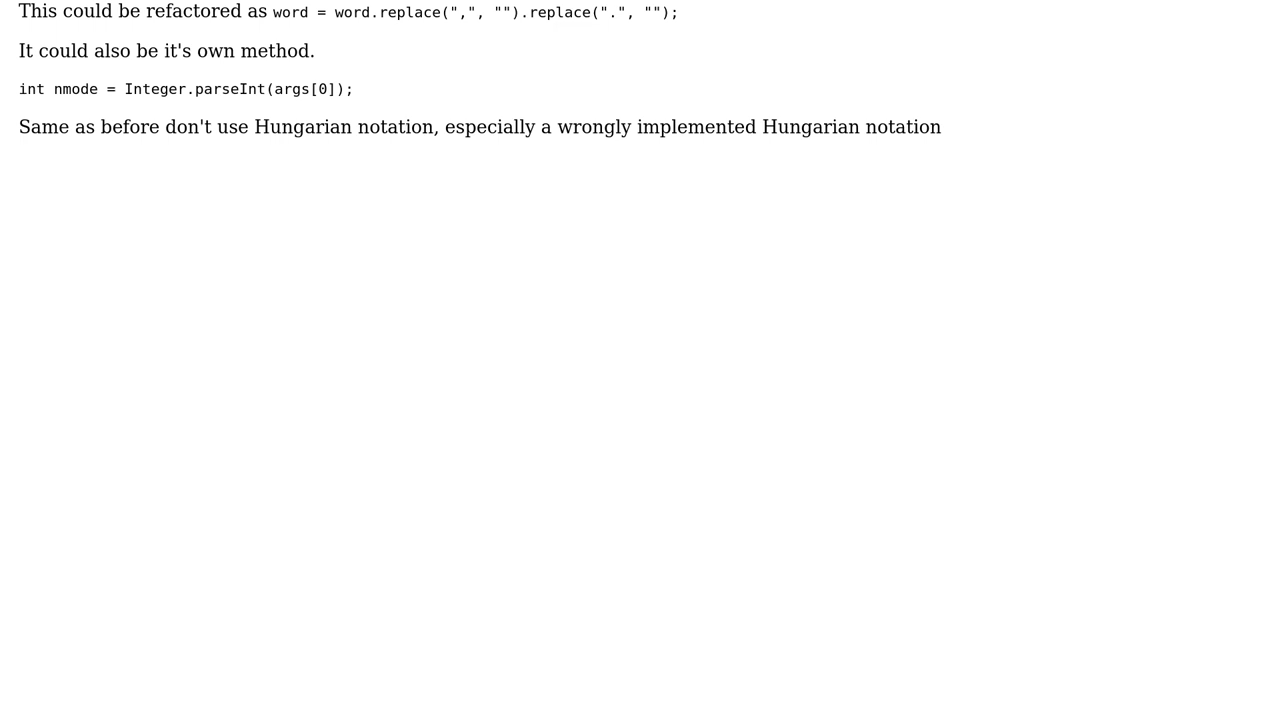 This could be refactored as word = word.replace(",", "").replace(".", "");
It could also be it's own method.
int nmode = Integer.parseInt(args[0]);
Same as before don't use Hungarian notation, especially a wrongly implemented Hungarian notation